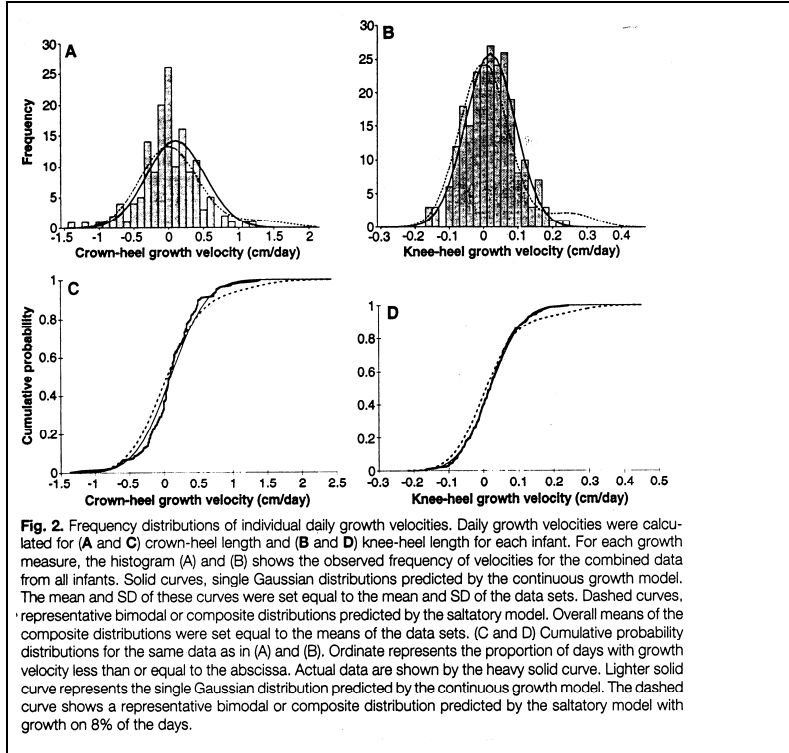 A
B
30
25
20
15
10
5
0
Frequency
-1.5 -1 -0.5 0 0.5 1 1.5 2
Crown-heel growth velocity (cm/day)
30
25
20
15
10
5
0
-0.3 -0.2 -0.1 0 0.1 0.2 0.3 0.4
Knee-heel growth velocity (cm/day)
C
D
1
0.8
0.6
0.4
0.2
0
Cumulative probability
-1.5 -1 -0.5 0 0.5 1 1.5 2 2.5
Crown-heel growth velocity (cm/day)
1
0.8
0.6
0.4
0.2
0
-0.3 -0.2 -0.1 0 0.1 0.2 0.3 0.4 0.5
Knee-heel growth velocity (cm/day)
Fig. 2. Frequency distributions of individual daily growth velocities. Daily growth velocities were calcu-
lated for (A and C) crown-heel length and (B and D) knee-heel length for each infant. For each growth
measure, the histogram (A) and (B) shows the observed frequency of velocities for the combined data
from all infants. Solid curves, single Gaussian distributions predicted by the continuous growth model.
The mean and SD of these curves were set equal to the mean and SD of the data sets. Dashed curves,
representative bimodal or composite distributions predicted by the saltatory model. Overall means of the
composite distributions were set equal to the means of the data sets. (C and D) Cumulative probability
distributions for the same data as in (A) and (B). Ordinate represents the proportion of days with growth
velocity less than or equal to the abscissa. Actual data are shown by the heavy solid curve. Lighter solid
curve represents the single Gaussian distribution predicted by the continuous growth model. The dashed
curve shows a representative bimodal or composite distribution predicted by the saltatory model with
growth on 8% of the days.